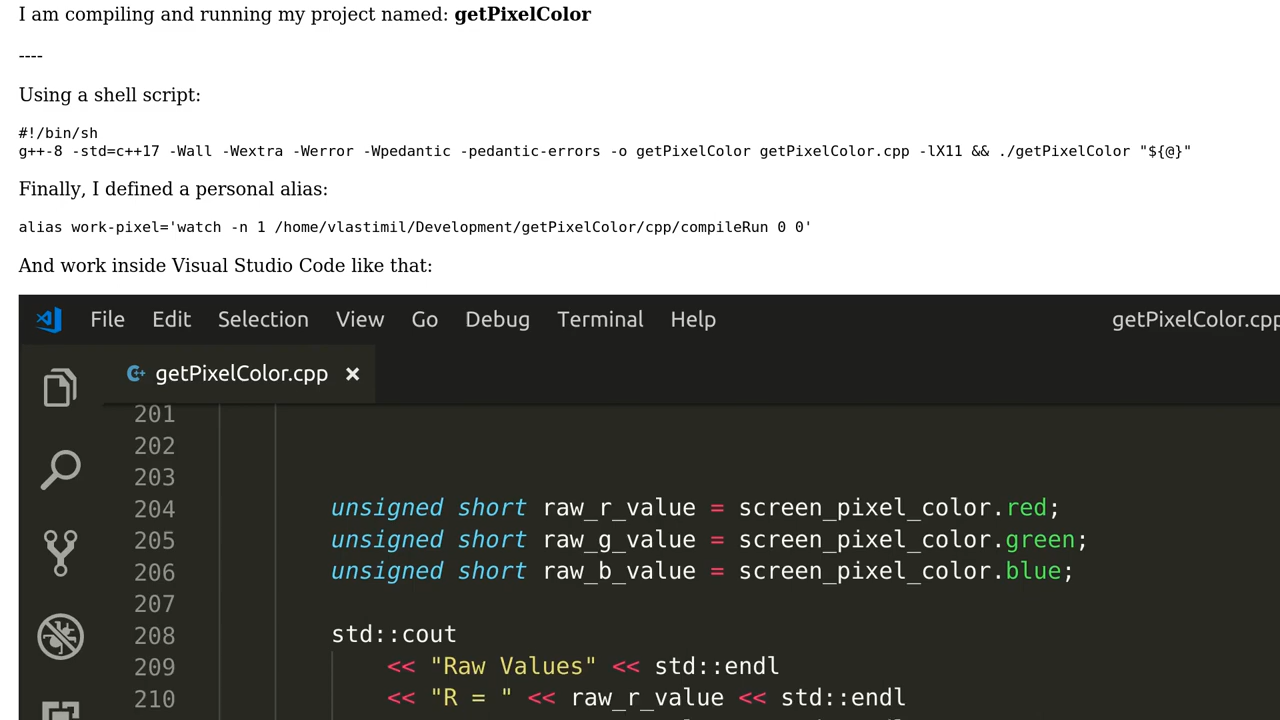 I am compiling and running my project named: getPixelColor
----
Using a shell script:
#!/bin/sh
g++-8 -std=c++17 -Wall -Wextra -Werror -Wpedantic -pedantic-errors -o getPixelColor getPixelColor.cpp -lX11 && ./getPixelColor "${@}"
Finally, I defined a personal alias:
alias work-pixel='watch -n 1 /home/vlastimil/Development/getPixelColor/cpp/compileRun 0 0'
And work inside Visual Studio Code like that:
File Edit Selection View Go Debug Terminal Help getPixelColor.cpp
getPixelColor.cpp ×
201
202
203
204 unsigned short raw_r_value = screen_pixel_color.red;
205 unsigned short raw_g_value = screen_pixel_color.green;
206 unsigned short raw_b_value = screen_pixel_color.blue;
207
208 std::cout
209 << "Raw Values" << std::endl
210 << "R = " << raw_r_value << std::endl